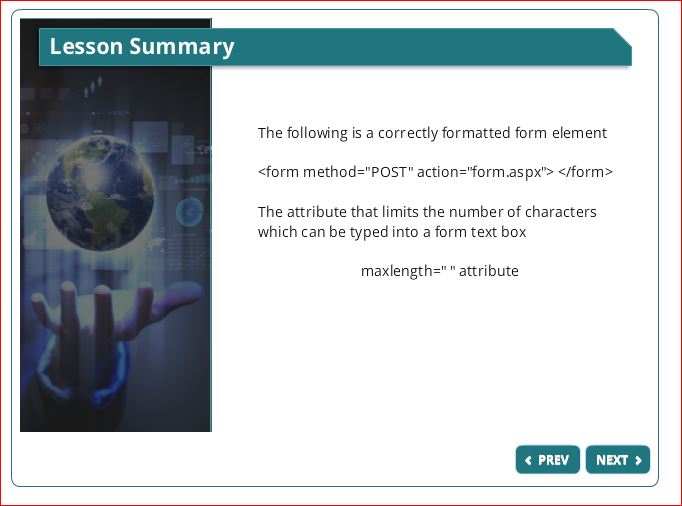 Lesson Summary
The following is a correctly formatted form element
<form method="POST" action="form.aspx"> </form>
The attribute that limits the number of characters
which can be typed into a form text box
maxlength=" " attribute
PREV
NEXT